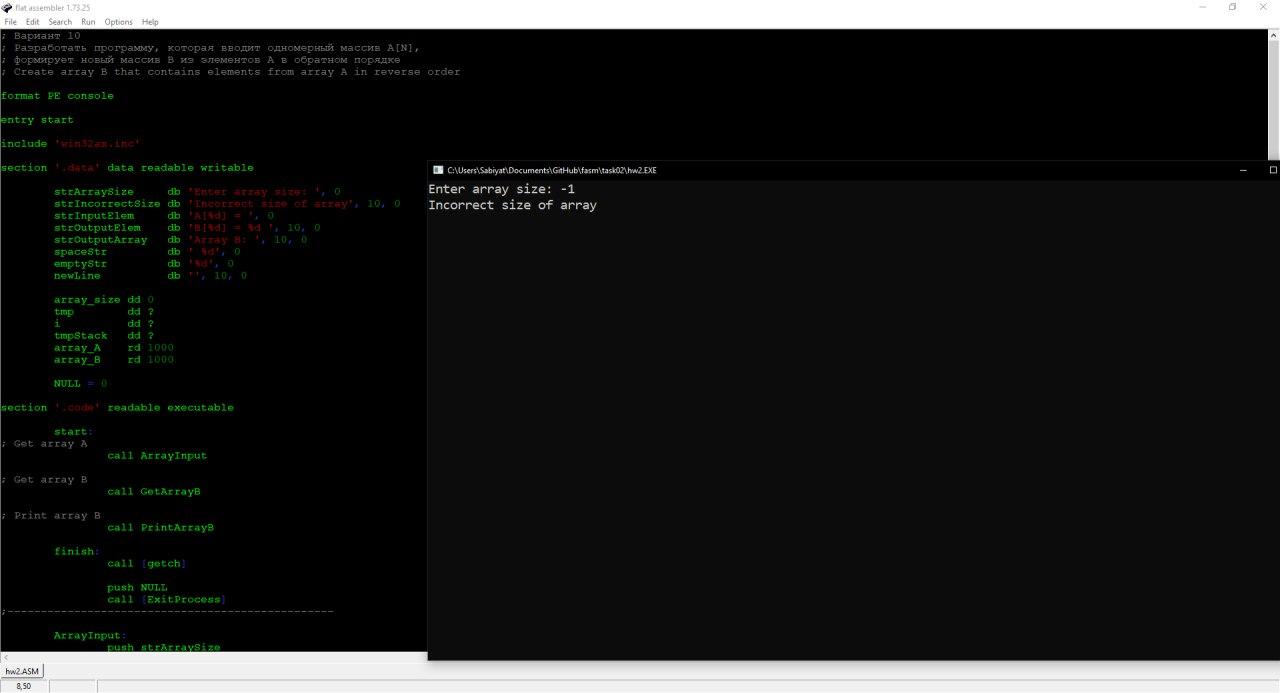 flat assembler 1.73.25
File Edit Search Run Options Help
; Вариант 10
; Разработать программу, которая вводит одномерный массив A[N],
; формирует новый массив B из элементов A в обратном порядке
; Create array B that contains elements from array A in reverse order
format PE console
entry start
include 'win32ax.inc'
section '.data' data readable writable
strArraySize db 'Enter array size: ', 0
strIncorrectSize db 'Incorrect size of array', 10, 0
strInputElem db 'A[%d] = ', 0
strOutputElem db 'B[%d] = %d ', 10, 0
strOutputArray db 'Array B: ', 10, 0
spaceStr db ' %d', 0
emptyStr db '%d', 0
newLine db '', 10, 0
array_size dd 0
tmp dd ?
i dd ?
tmpStack dd ?
array_A rd 1000
array_B rd 1000
NULL = 0
section '.code' readable executable
start:
; Get array A
call ArrayInput
; Get array B
call GetArrayB
; Print array B
call PrintArrayB
finish:
call [getch]
push NULL
call [ExitProcess]
;-------------------------------------------------
ArrayInput:
push strArraySize
hw2.ASM
8,50
C:\Users\Sabiyat\Documents\GitHub\fasm\task02\hw2.EXE
Enter array size: -1
Incorrect size of array